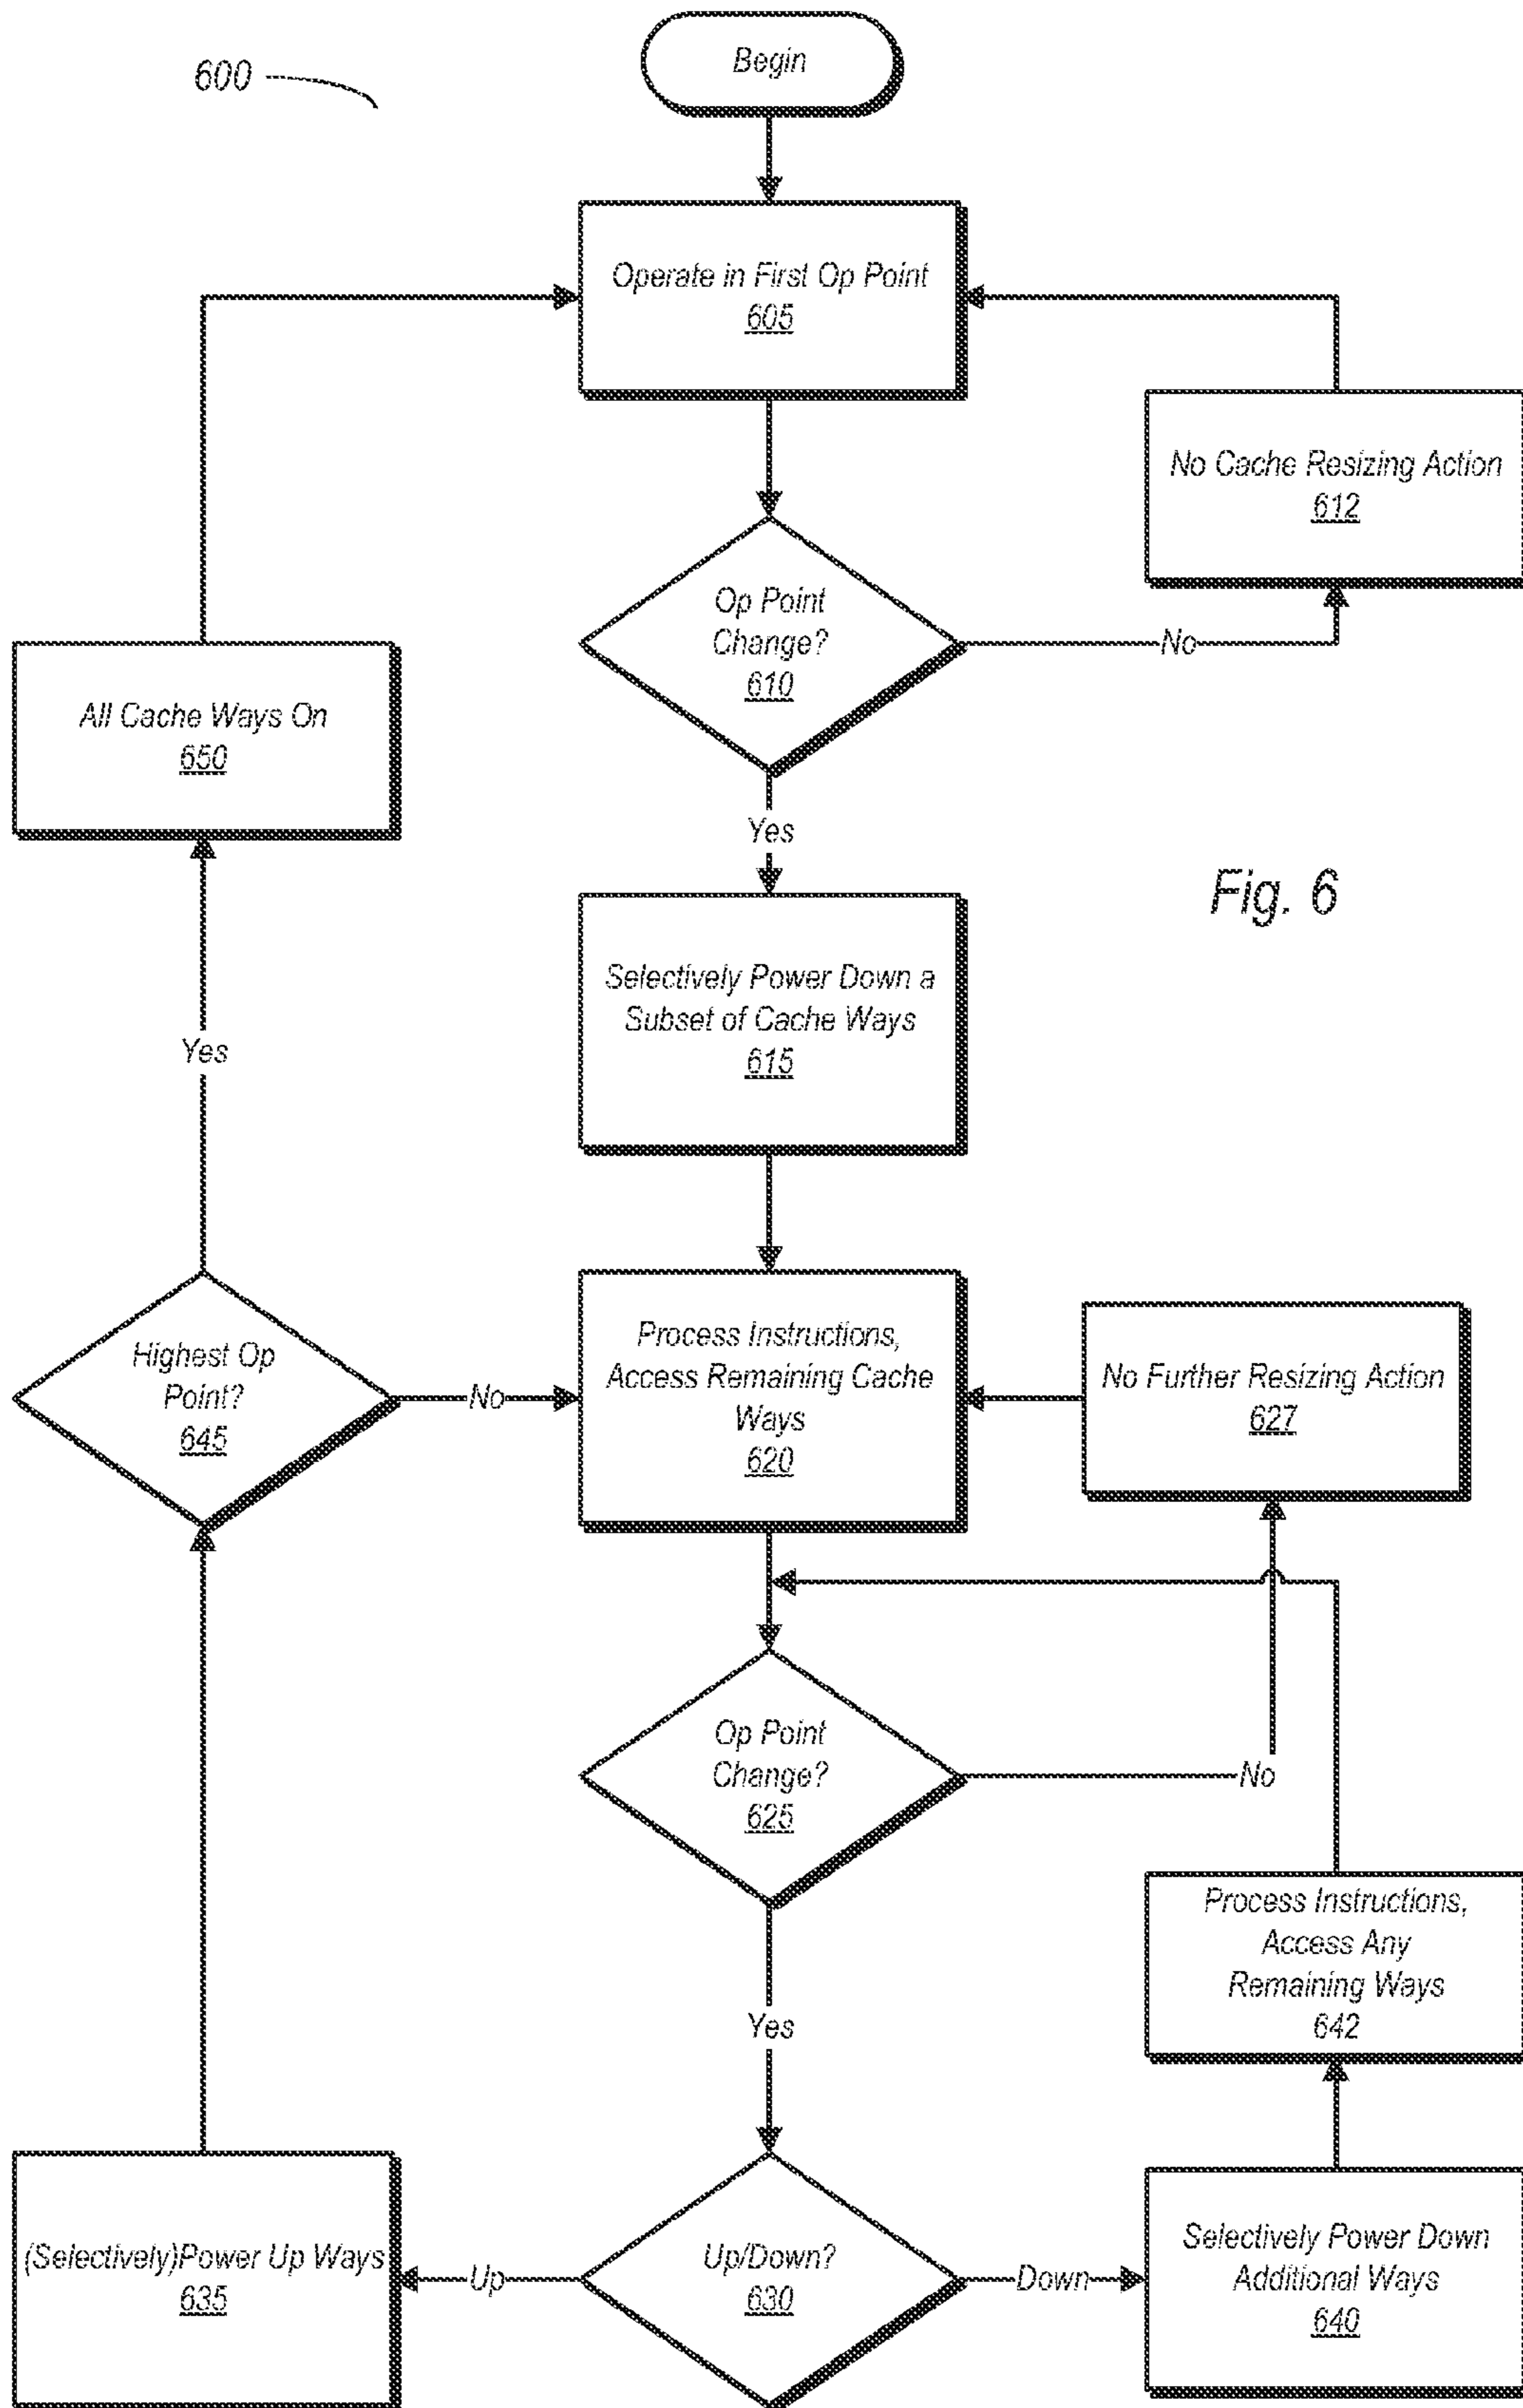 600
Begin
Operate in First Op Point
605
No Cache Resizing Action
612
Op Point
Change?
610
No
All Cache Ways On
650
Yes
Fig. 6
Selectively Power Down a
Subset of Cache Ways
615
Yes
Highest Op
Point?
645
No
Process Instructions,
Access Remaining Cache
Ways
620
No Further Resizing Action
627
Op Point
Change?
625
No
Process Instructions,
Access Any
Remaining Ways
642
Yes
(Selectively)Power Up Ways
635
Up
Up/Down?
630
Down
Selectively Power Down
Additional Ways
640